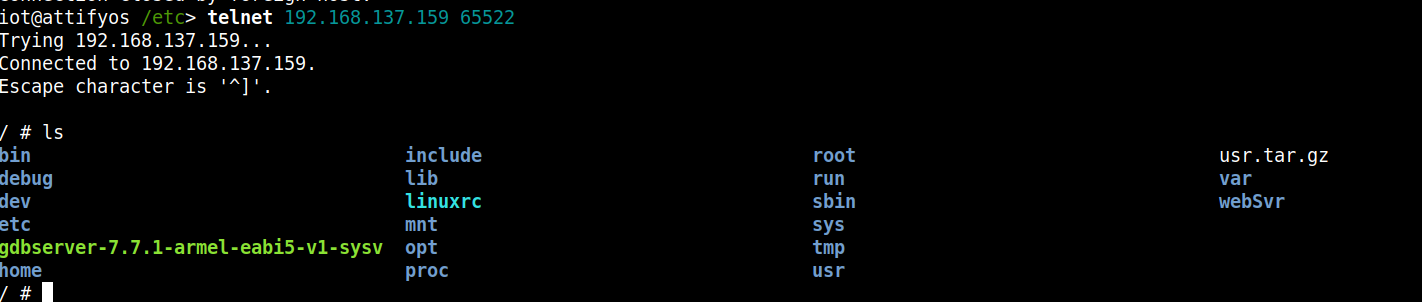 iot@attifyos /etc> telnet 192.168.137.159 65522
Trying 192.168.137.159...
Connected to 192.168.137.159.
Escape character is '^]'.
/ # ls
bin include root usr.tar.gz
debug lib run var
dev linuxrc sbin webSvr
etc mnt sys
gdbserver-7.7.1-armel-eabi5-v1-sysv opt tmp
home proc usr
/ #